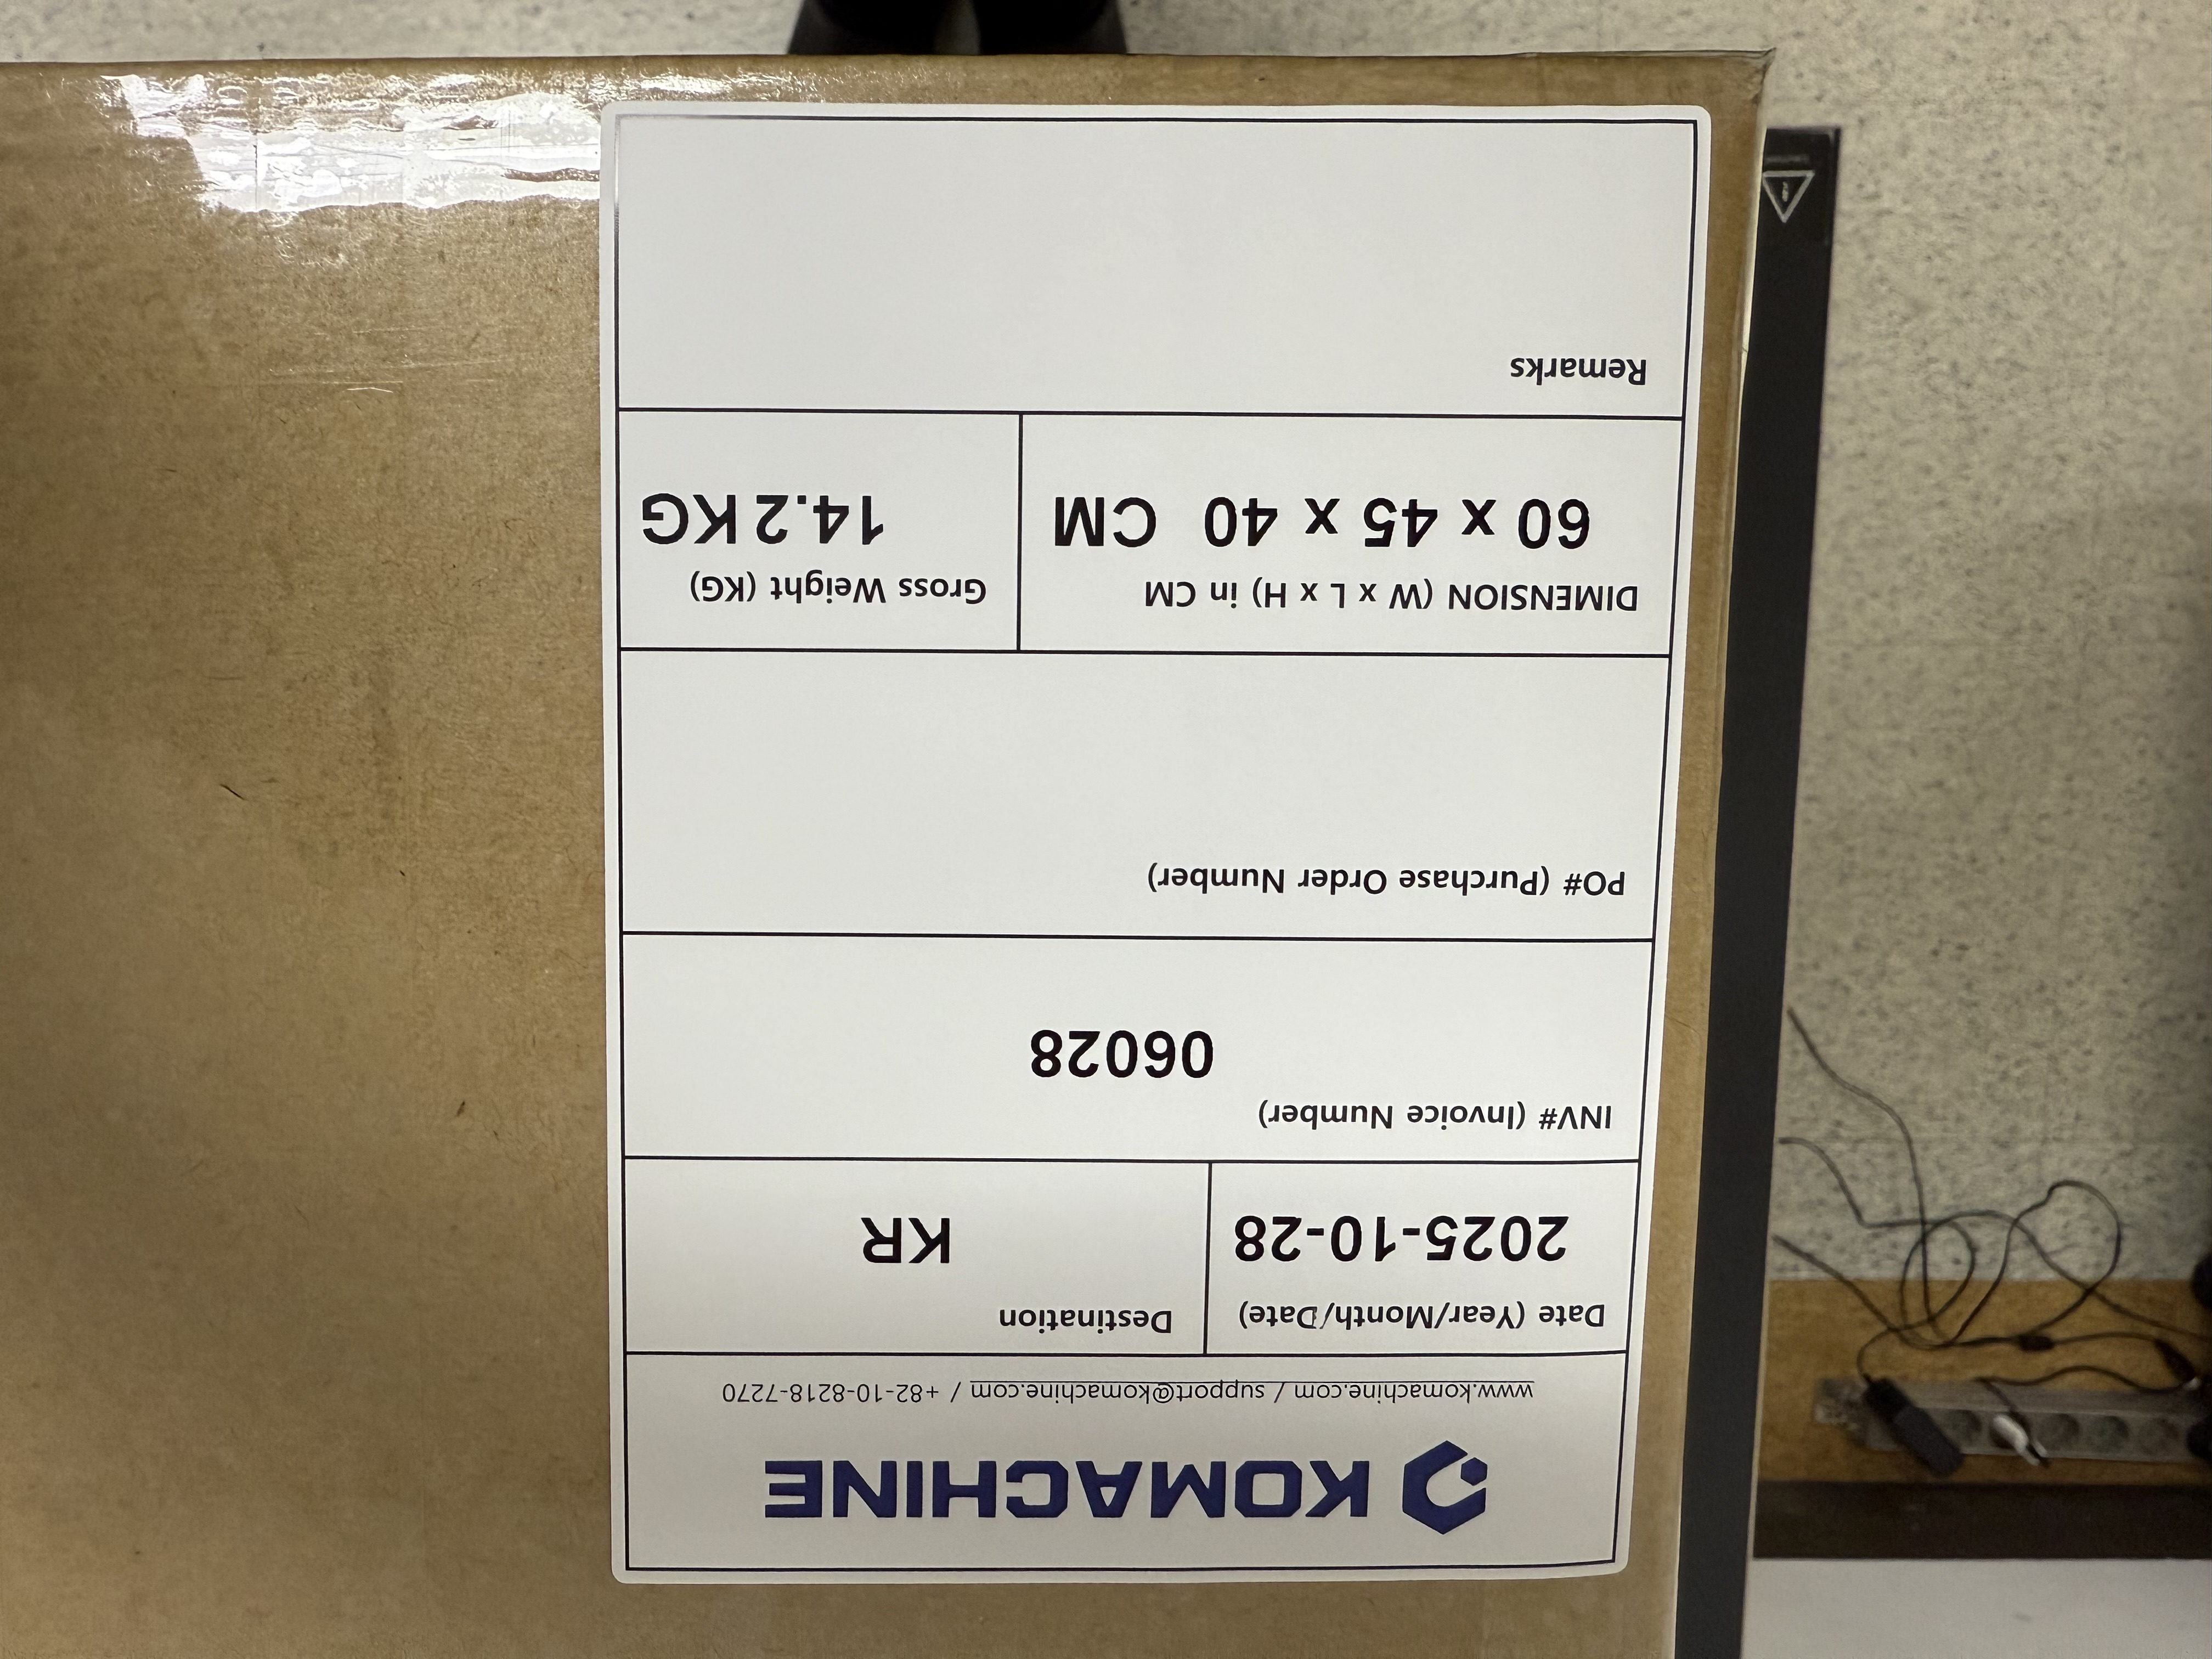 KOMACHINE
www.komachine.com / support@komachine.com / +82-10-8218-7270
Date (Year/Month/Date)
2025-10-28
Destination
KR
INV# (Invoice Number)
06028
PO# (Purchase Order Number)
DIMENSION (W x L x H) in CM
60 x 45 x 40 CM
Gross Weight (KG)
14.2 KG
Remarks